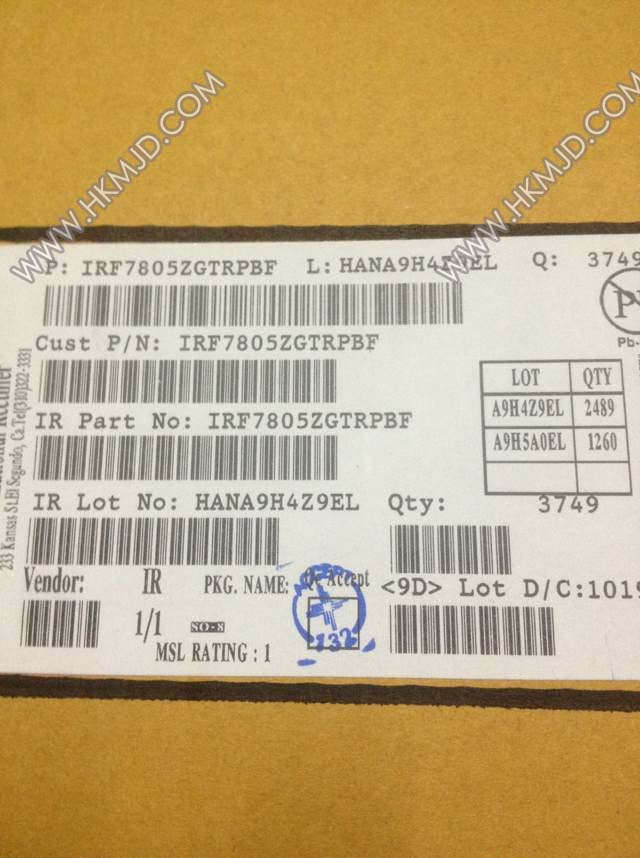 WWW.HKMJD.COM
WWW.HKMJD.COM
P: IRF7805ZGTRPBF L: HANA9H4Z9EL Q: 3749
Cust P/N: IRF7805ZGTRPBF
Pb-
LOT QTY
A9H4Z9EL 2489
A9H5A0EL 1260
3749
IR Part No: IRF7805ZGTRPBF
IR Lot No: HANA9H4Z9EL Qty:
Vendor: IR PKG. NAME: Qc Accept
<9D> Lot D/C:1019
1/1 SO-8
132
MSL RATING : 1
233 Kansas St.El Segundo, Ca.Tel(310)322-3331